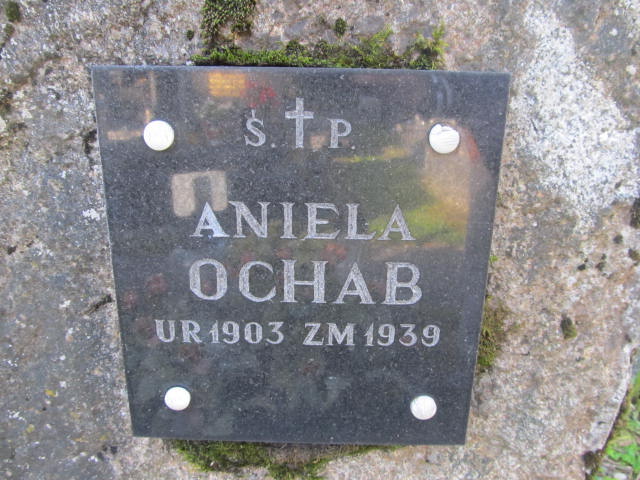 Ś. † P.
ANIELA
OCHAB
UR 1903 ZM 1939